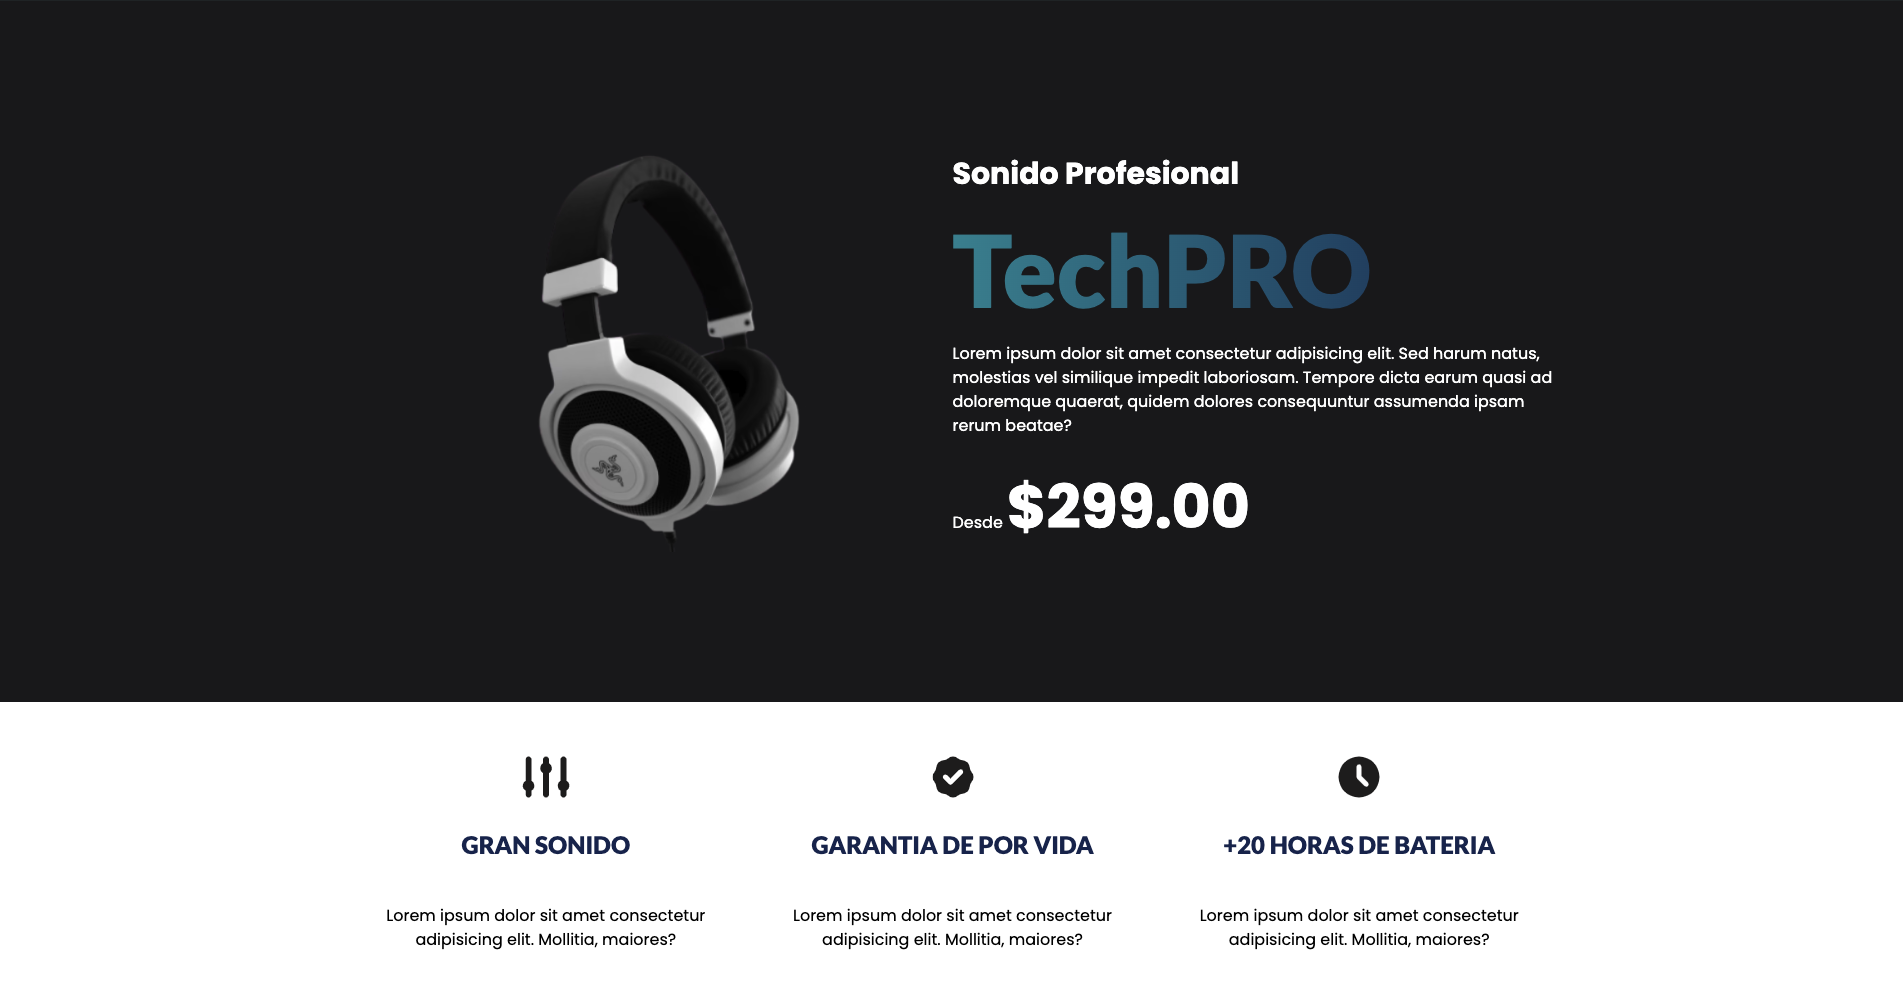 Sonido Profesional
TechPRO
Lorem ipsum dolor sit amet consectetur adipisicing elit. Sed harum natus,
molestias vel similique impedit laboriosam. Tempore dicta earum quasi ad
doloremque quaerat, quidem dolores consequuntur assumenda ipsam
rerum beatae?
Desde $299.00
GRAN SONIDO
Lorem ipsum dolor sit amet consectetur
adipisicing elit. Mollitia, maiores?
GARANTIA DE POR VIDA
Lorem ipsum dolor sit amet consectetur
adipisicing elit. Mollitia, maiores?
+20 HORAS DE BATERIA
Lorem ipsum dolor sit amet consectetur
adipisicing elit. Mollitia, maiores?